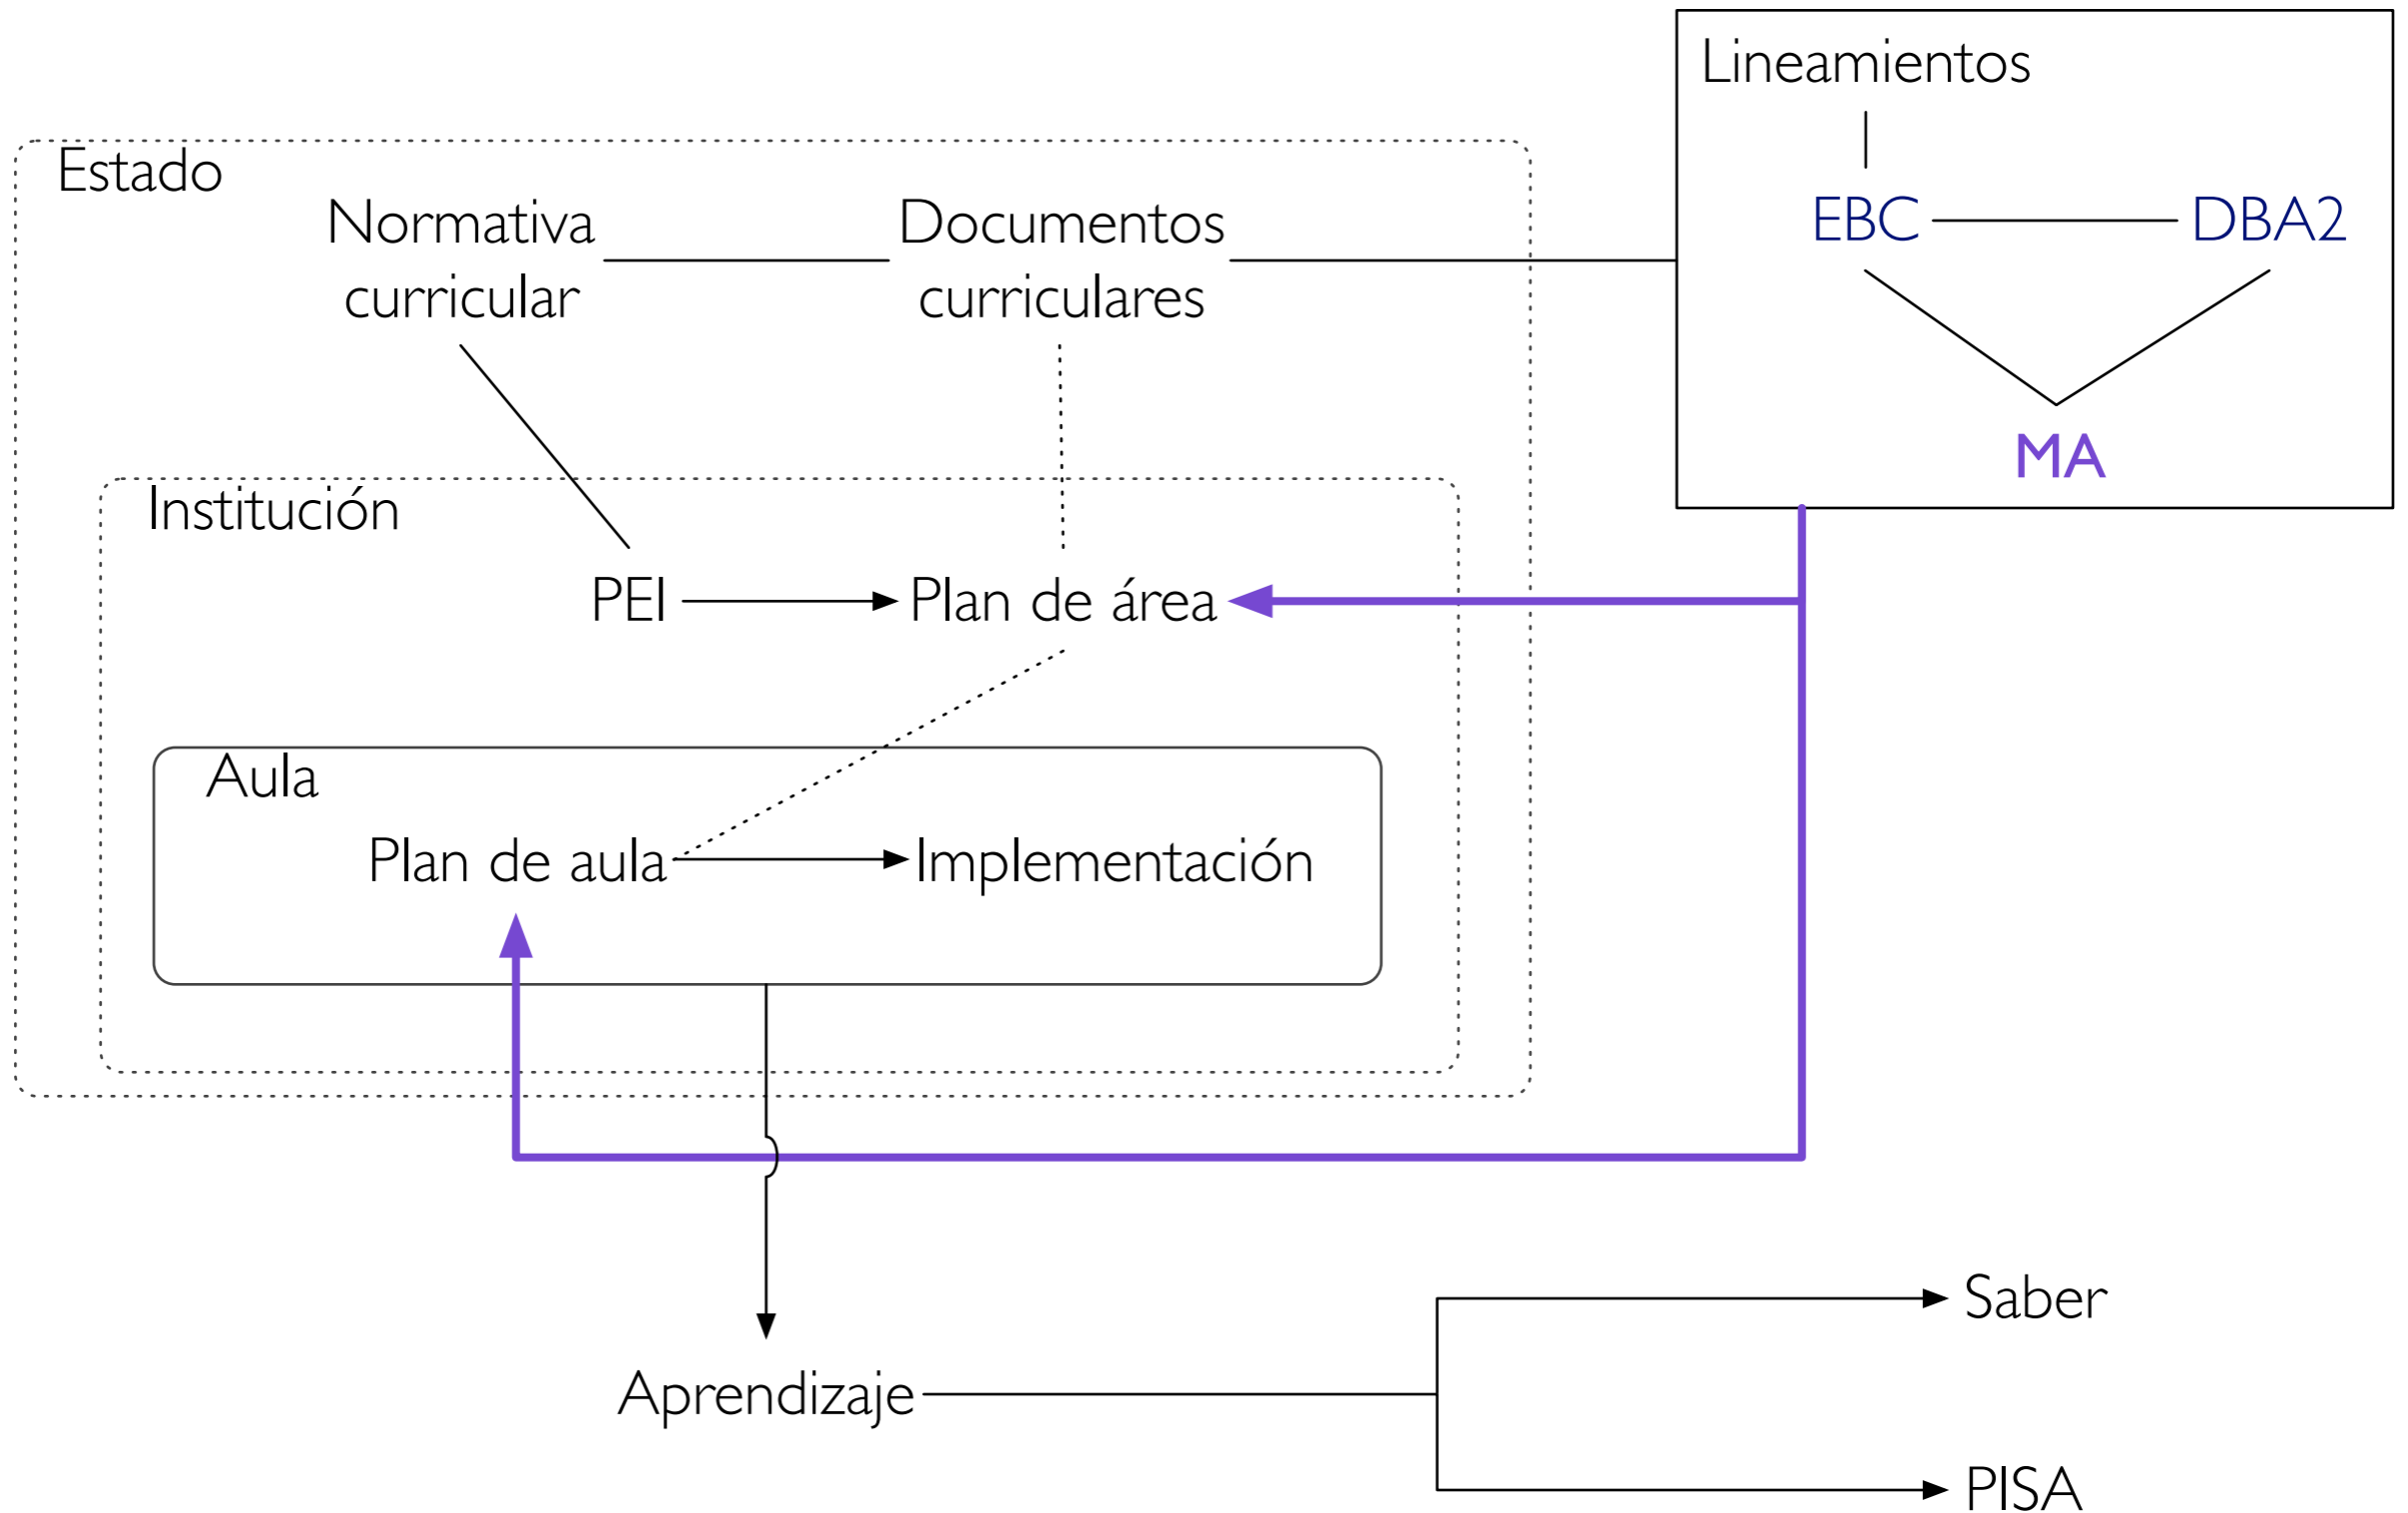 Lineamientos
Estado
Normativa
curricular
Documentos
curriculares
EBC
DBA2
MA
Institución
PEI
Plan de área
Aula
Plan de aula
Implementación
Saber
Aprendizaje
PISA